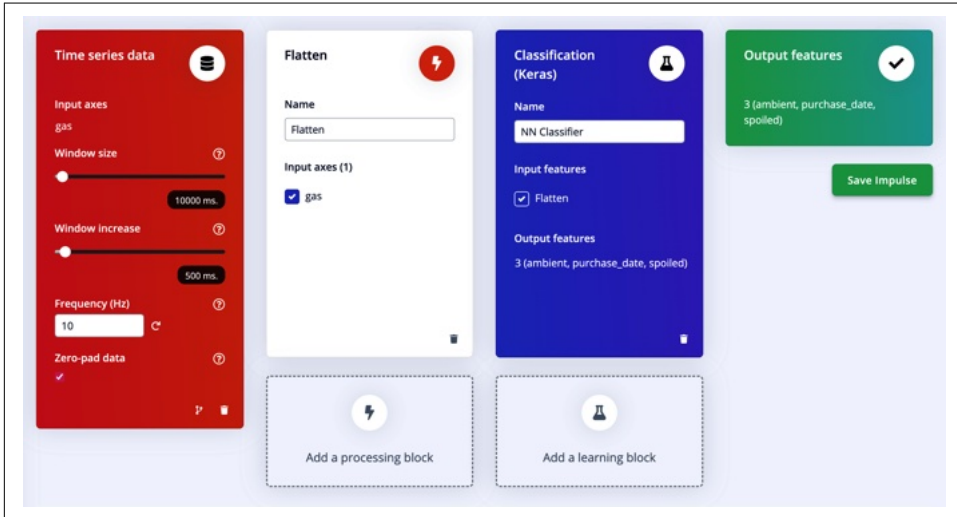 Time series data
Input axes
gas
Window size
10000 ms.
Window increase
500 ms.
Frequency (Hz)
10
Zero-pad data
Flatten
Name
Flatten
Input axes (1)
gas
Add a processing block
Classification
(Keras)
Name
NN Classifier
Input features
Flatten
Output features
3 (ambient, purchase_date, spoiled)
Add a learning block
Output features
3 (ambient, purchase_date,
spoiled)
Save Impulse